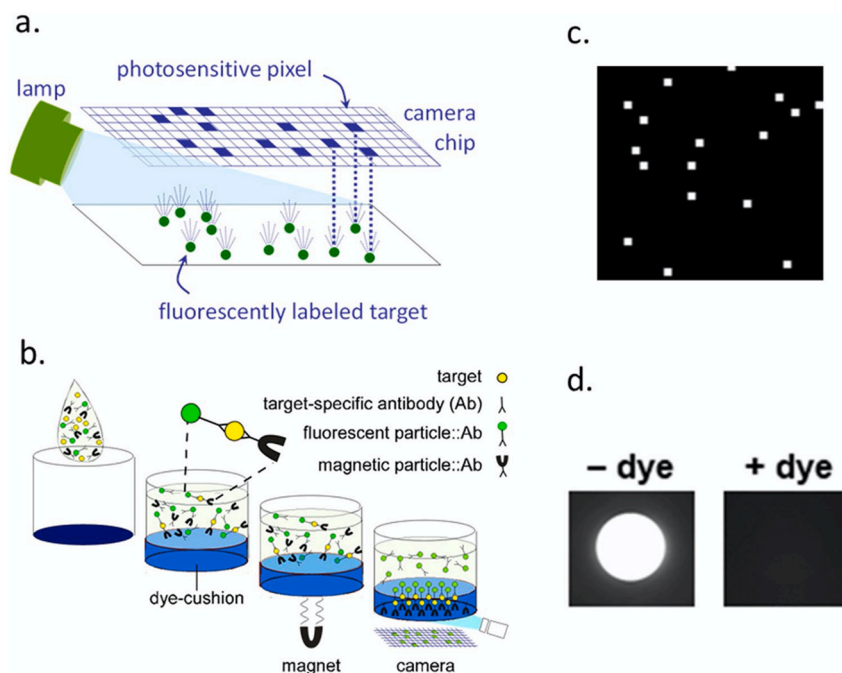 a.
photosensitive pixel
lamp
camera
chip
fluorescently labeled target
b.
target
target-specific antibody (Ab)
fluorescent particle::Ab
magnetic particle::Ab
dye-cushion
magnet
camera
c.
d.
– dye
+ dye